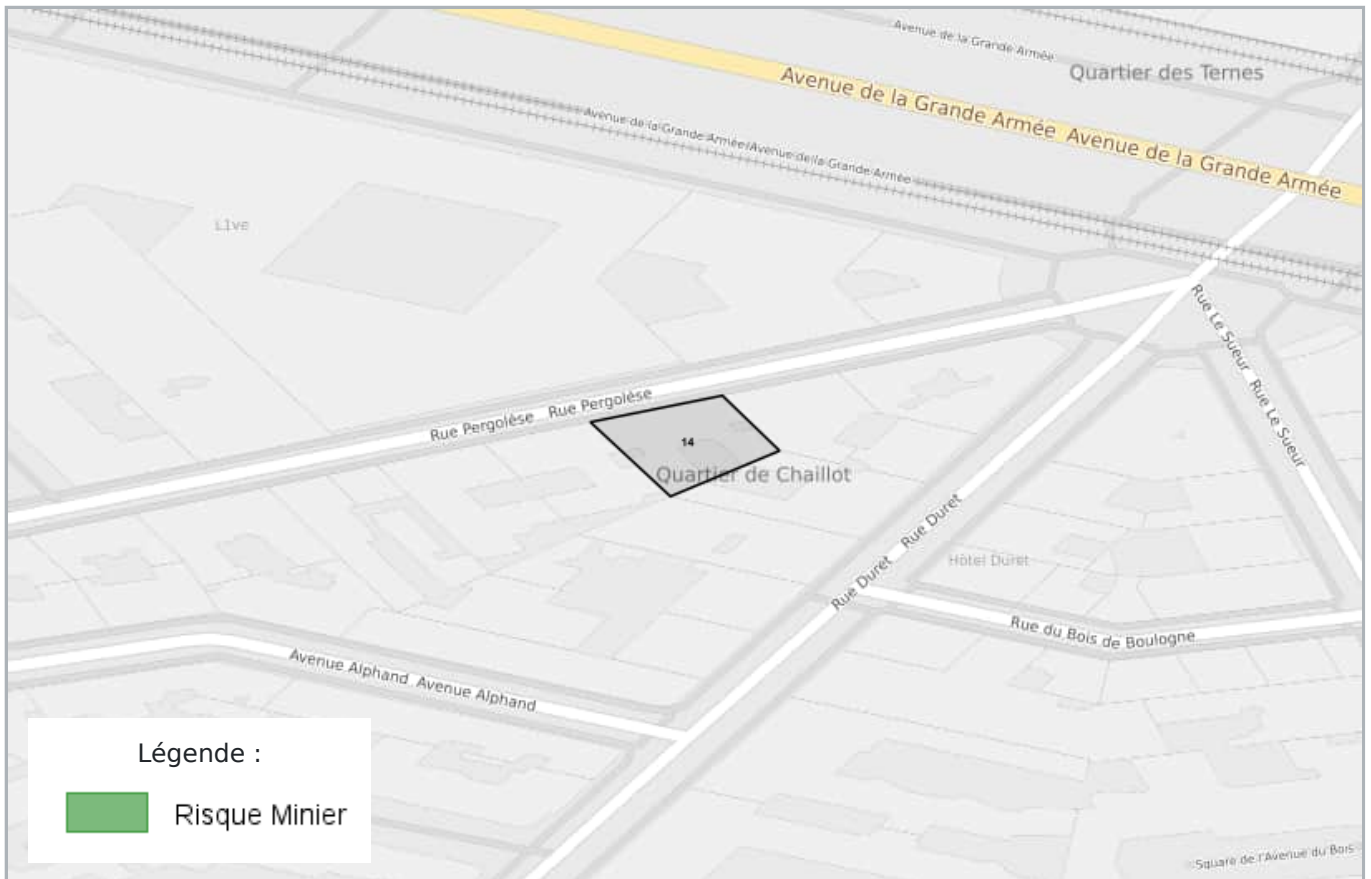 Avenue de la Grande Armée
Quartier des Ternes
Avenue de la Grande Armée Avenue de la Grande Armée
Avenue de la Grande Armée Avenue de la Grande Armée
L1ve
Rue Le Sueur Rue Le Sueur
Rue Pergolèse Rue Pergolèse
14
Quartier de Chaillot
Rue Duret Rue Duret
Hôtel Duret
Rue du Bois de Boulogne
Avenue Alphand Avenue Alphand
Légende :
Risque Minier
Square de l'Avenue du Bois